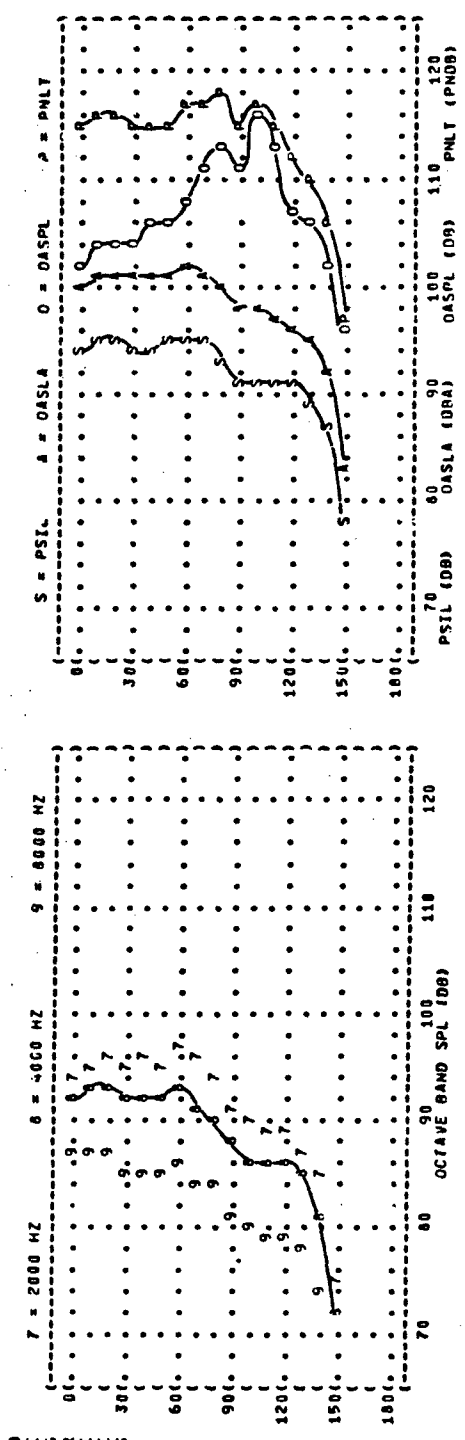 7 = 2000 HZ 8 = 4000 HZ 9 = 8000 HZ
0
30
60
90
120
150
180
70 80 90 100 110 120
OCTAVE BAND SPL (DB)
S = PSIL A = OASLA O = OASPL P = PNLT
0
30
60
90
120
150
180
70 80 90 100 110 120
PSIL (DB) OASLA (DBA) OASPL (DB) PNLT (PNDB)